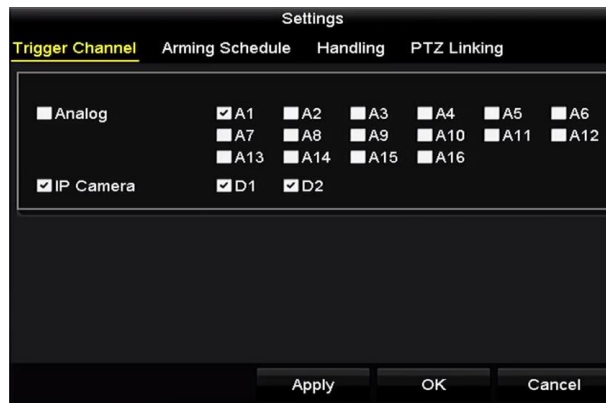 Settings
Trigger Channel Arming Schedule Handling PTZ Linking
Analog A1 A2 A3 A4 A5 A6
A7 A8 A9 A10 A11 A12
A13 A14 A15 A16
IP Camera D1 D2
Apply OK Cancel